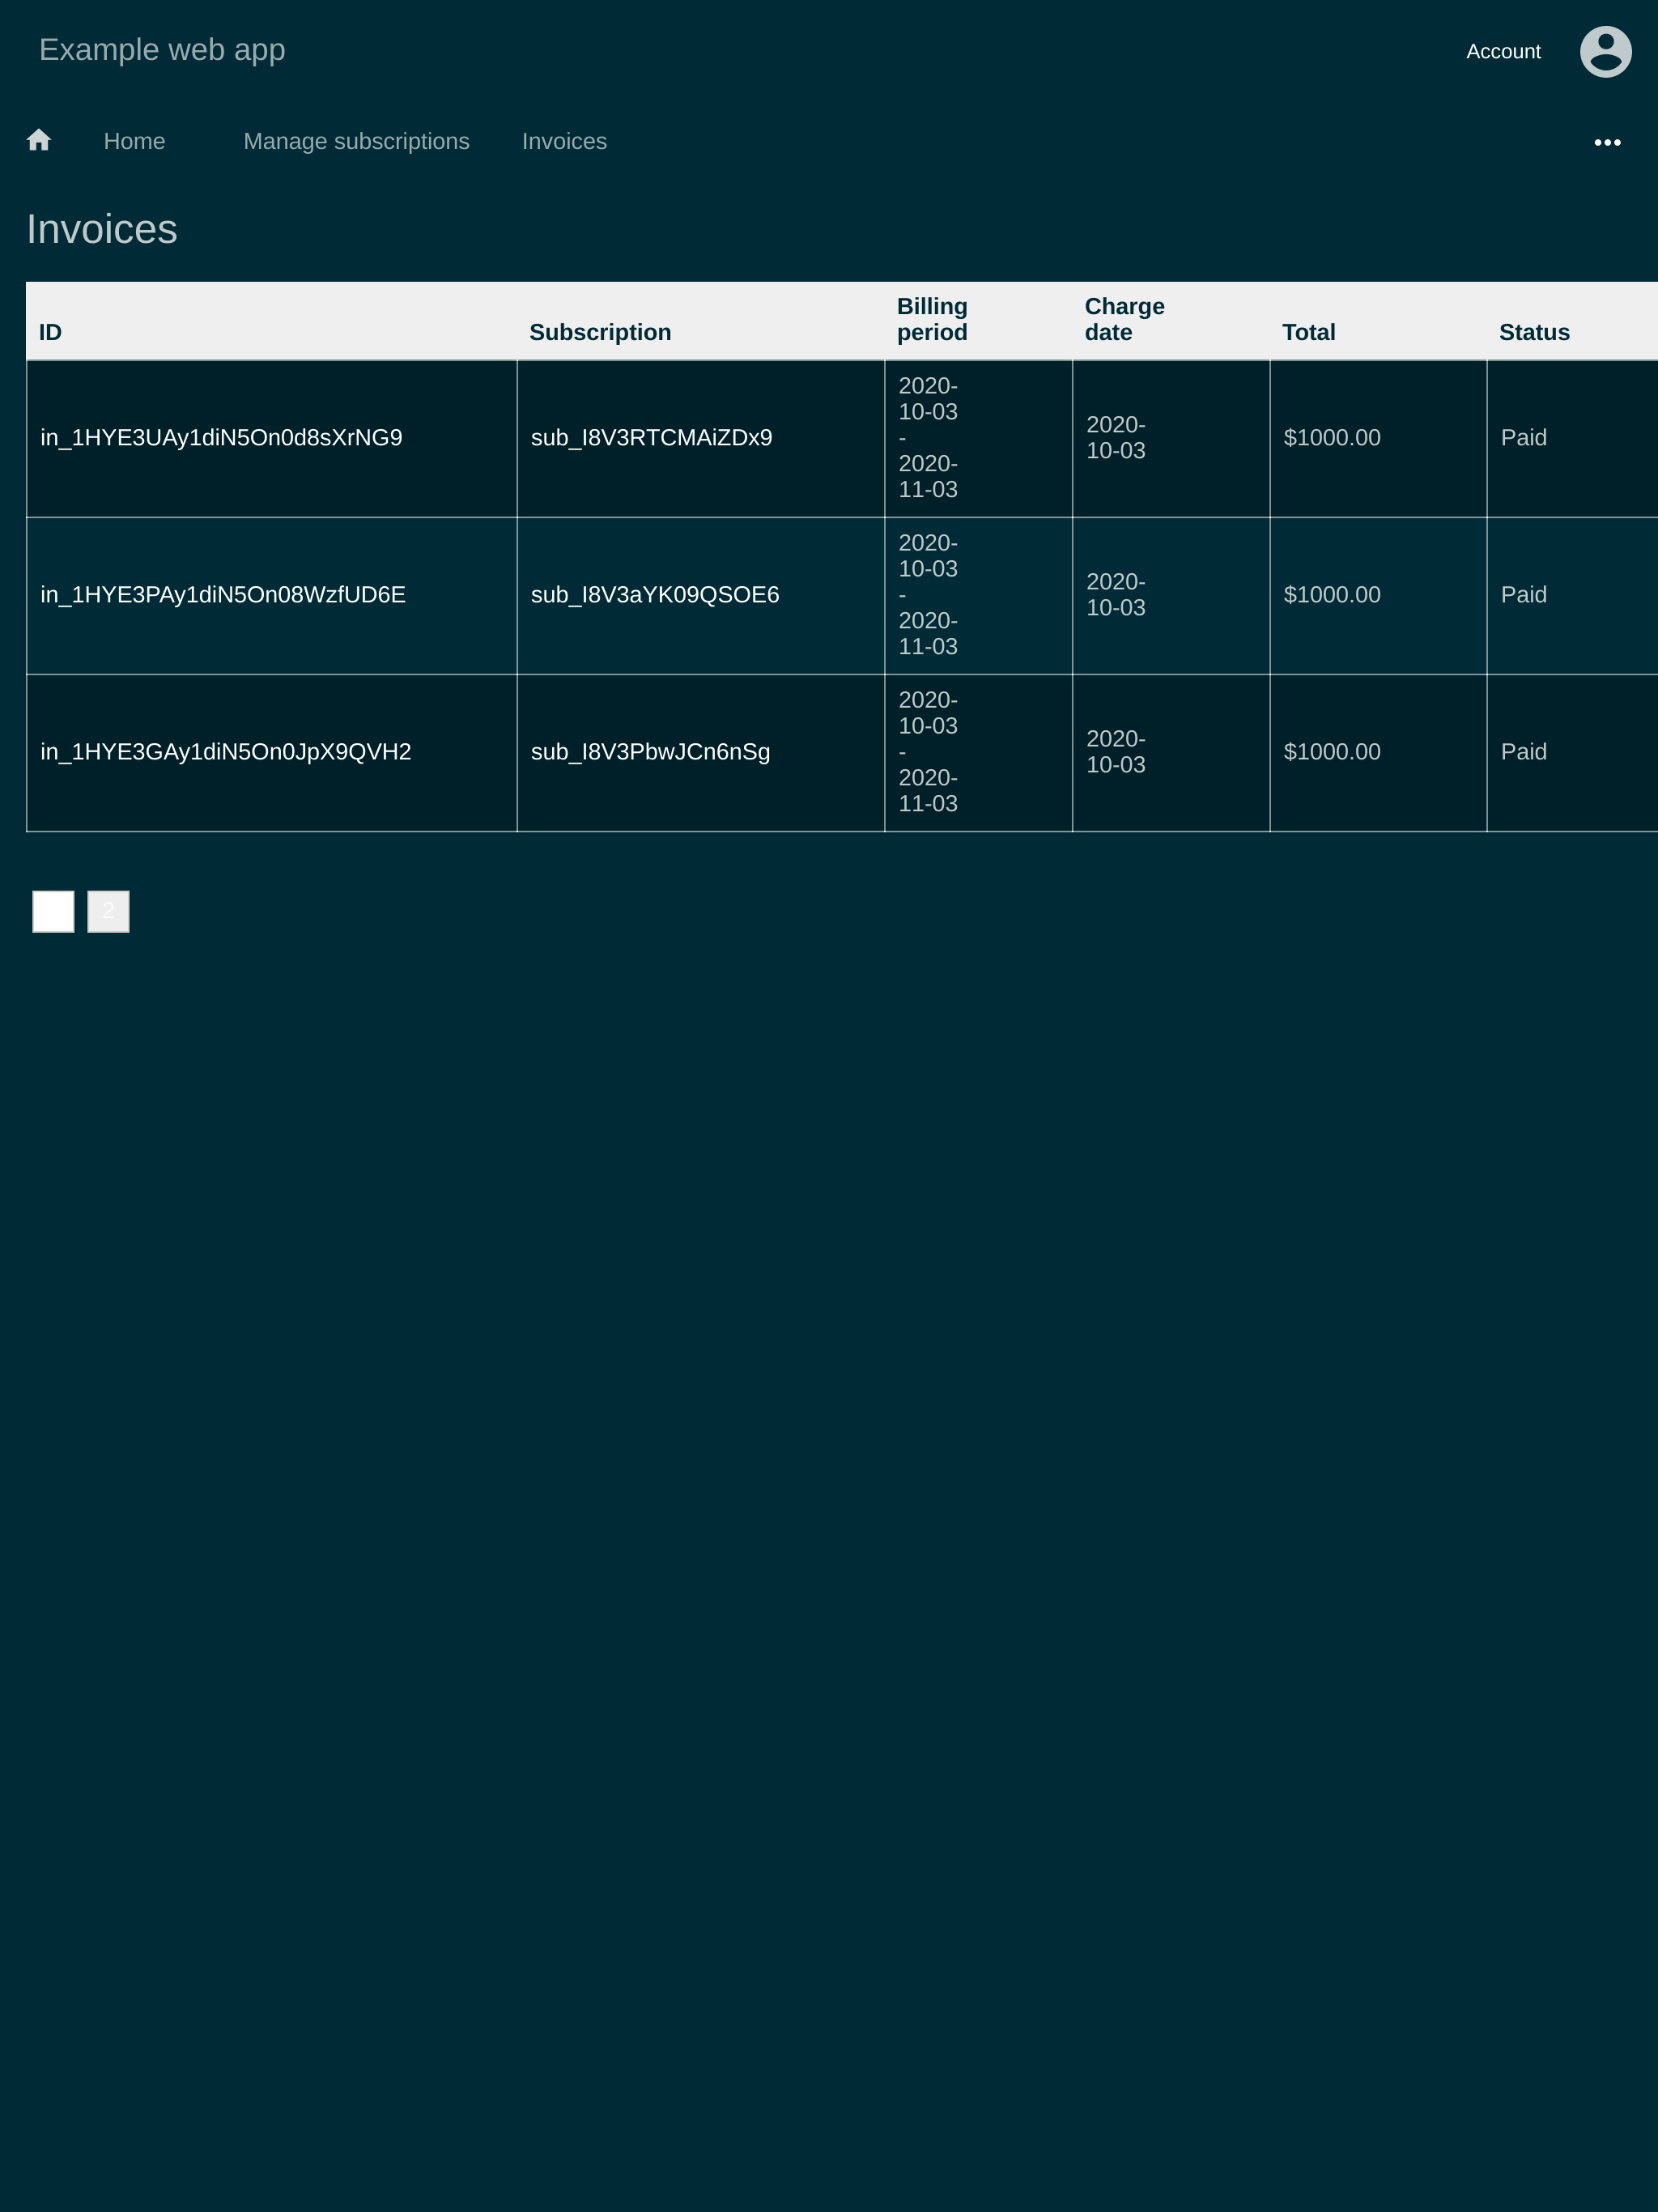 Example web app
Account
Home Manage subscriptions Invoices
Invoices
ID Subscription Billing period Charge date Total Status
in_1HYE3UAy1diN5On0d8sXrNG9 sub_I8V3RTCMAiZDx9 2020-10-03 - 2020-11-03 2020-10-03 $1000.00 Paid
in_1HYE3PAy1diN5On08WzfUD6E sub_I8V3aYK09QSOE6 2020-10-03 - 2020-11-03 2020-10-03 $1000.00 Paid
in_1HYE3GAy1diN5On0JpX9QVH2 sub_I8V3PbwJCn6nSg 2020-10-03 - 2020-11-03 2020-10-03 $1000.00 Paid
2